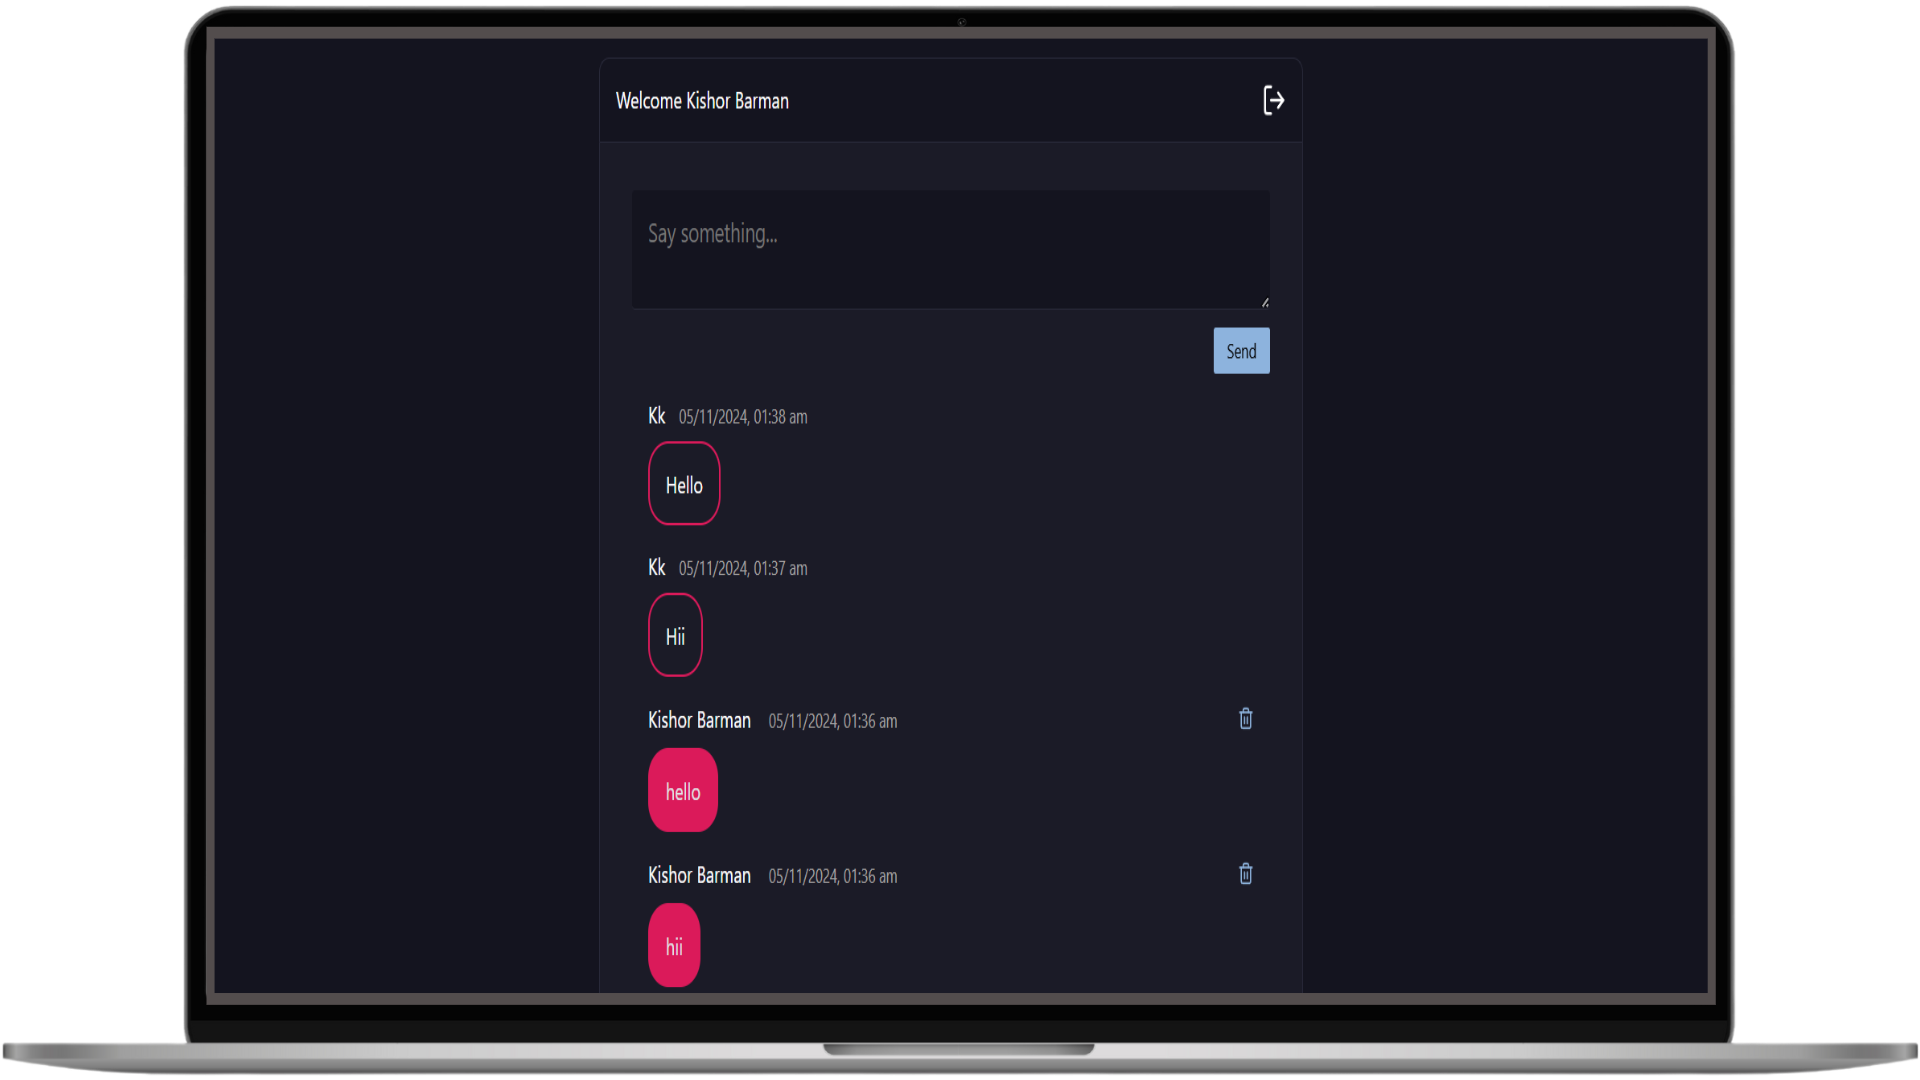 Welcome Kishor Barman
Say something...
Send
Kk 05/11/2024, 01:38 am
Hello
Kk 05/11/2024, 01:37 am
Hii
Kishor Barman 05/11/2024, 01:36 am
hello
Kishor Barman 05/11/2024, 01:36 am
hii